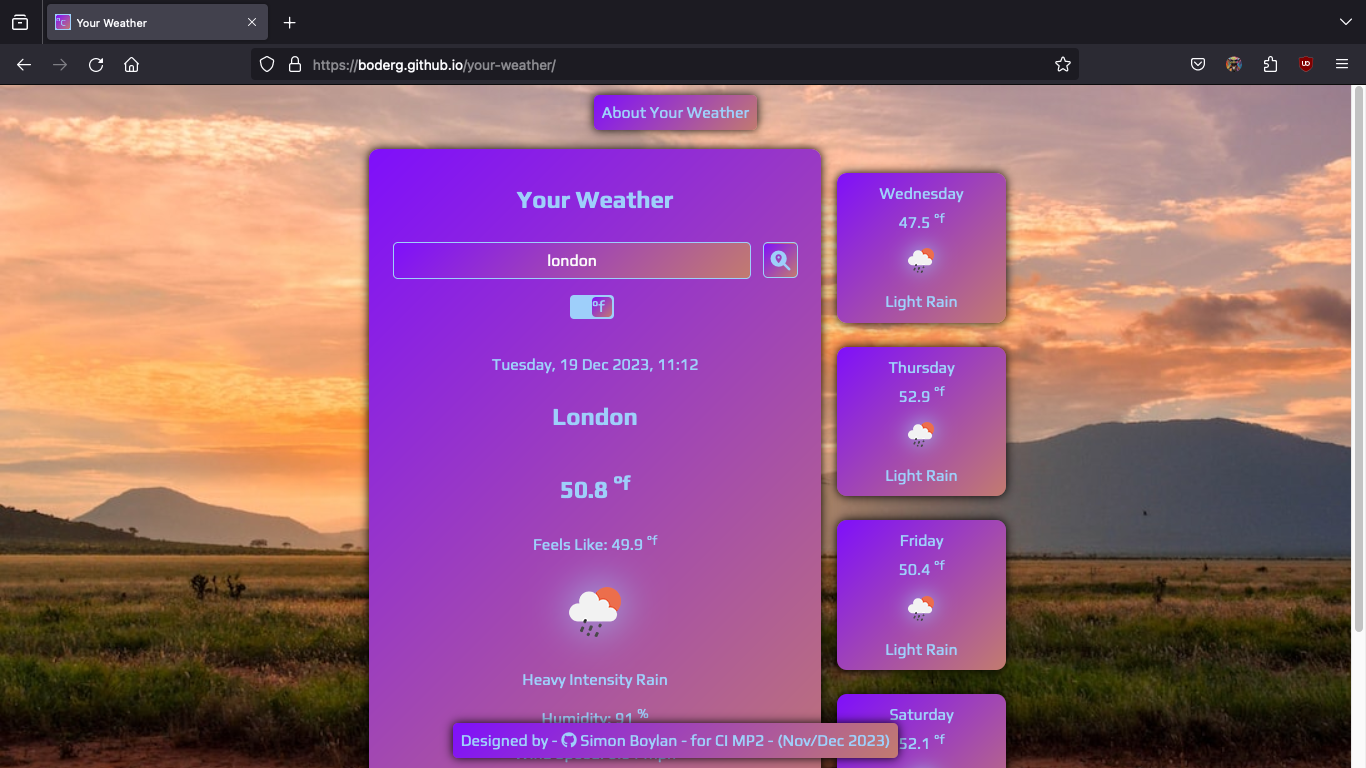 °C Your Weather
https://boderg.github.io/your-weather/
About Your Weather
Your Weather
london
°f
Tuesday, 19 Dec 2023, 11:12
London
50.8 °f
Feels Like: 49.9 °f
Heavy Intensity Rain
Humidity: 91 %
Designed by - Simon Boylan - for CI MP2 - (Nov/Dec 2023)
Wednesday
47.5 °f
Light Rain
Thursday
52.9 °f
Light Rain
Friday
50.4 °f
Light Rain
Saturday
52.1 °f